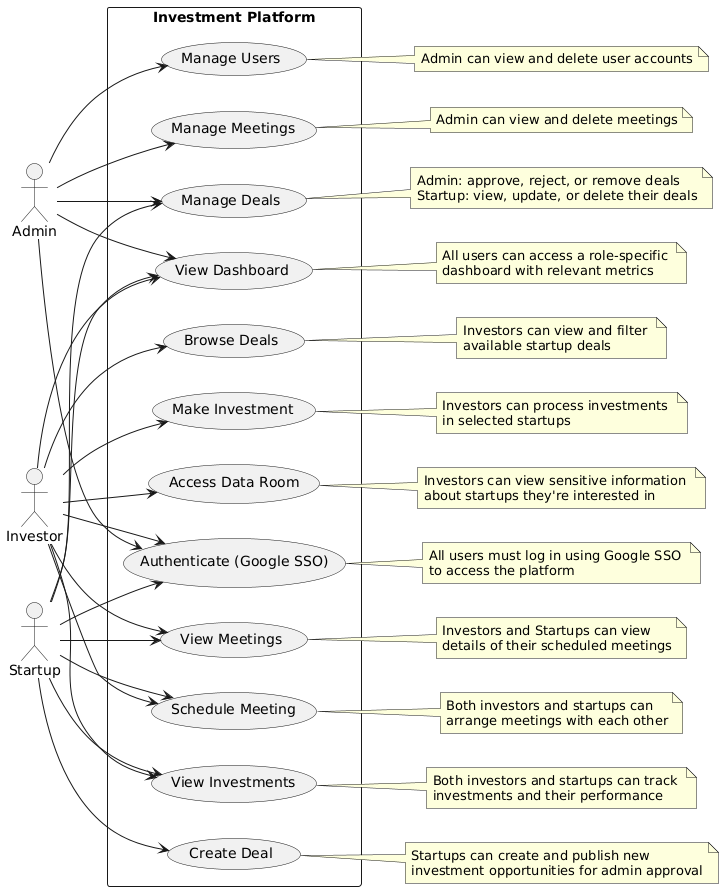 Investment Platform
Manage Users
Admin can view and delete user accounts
Manage Meetings
Admin can view and delete meetings
Manage Deals
Admin: approve, reject, or remove deals
Startup: view, update, or delete their deals
Admin
View Dashboard
All users can access a role-specific
dashboard with relevant metrics
Browse Deals
Investors can view and filter
available startup deals
Make Investment
Investors can process investments
in selected startups
Access Data Room
Investors can view sensitive information
about startups they're interested in
Investor
Authenticate (Google SSO)
All users must log in using Google SSO
to access the platform
View Meetings
Investors and Startups can view
details of their scheduled meetings
Startup
Schedule Meeting
Both investors and startups can
arrange meetings with each other
View Investments
Both investors and startups can track
investments and their performance
Create Deal
Startups can create and publish new
investment opportunities for admin approval